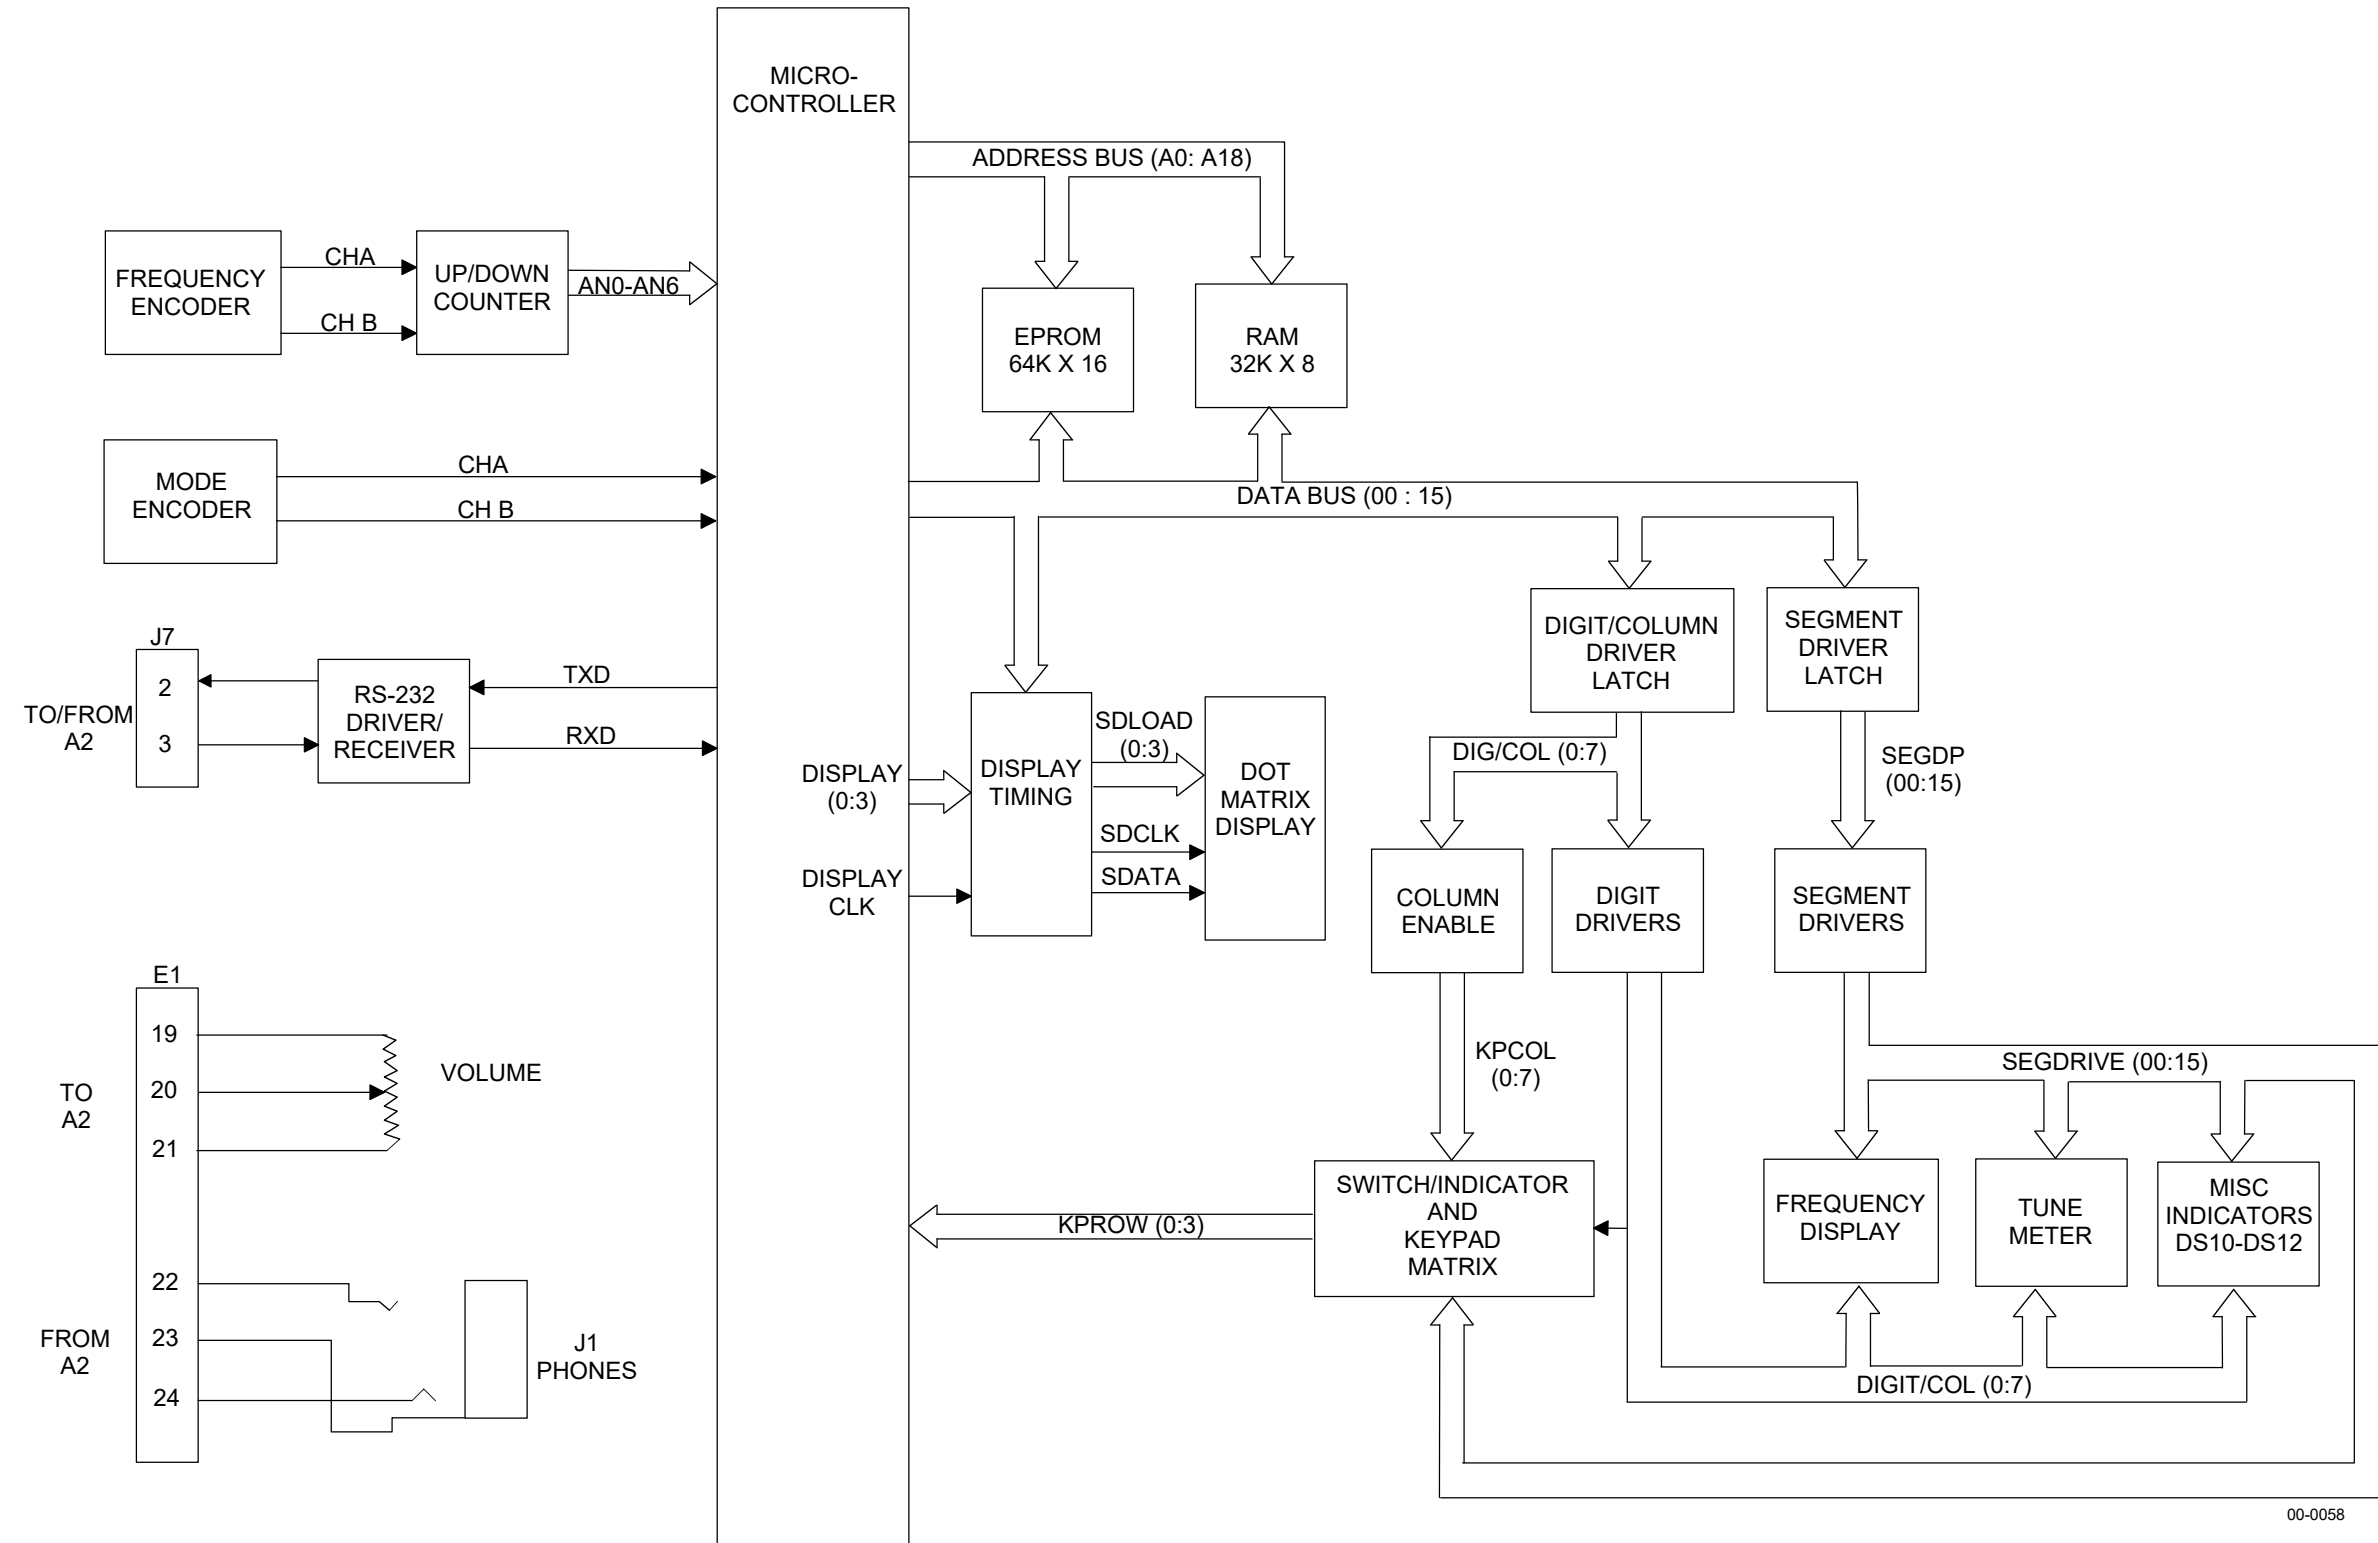 MICRO-
CONTROLLER
ADDRESS BUS (A0: A18)
FREQUENCY
ENCODER
CHA
CH B
UP/DOWN
COUNTER
AN0-AN6
EPROM
64K X 16
RAM
32K X 8
MODE
ENCODER
CHA
CH B
DATA BUS (00 : 15)
J7
2
3
TO/FROM
A2
RS-232
DRIVER/
RECEIVER
TXD
RXD
DIGIT/COLUMN
DRIVER
LATCH
SEGMENT
DRIVER
LATCH
DISPLAY
(0:3)
DISPLAY
CLK
DISPLAY
TIMING
SDLOAD
(0:3)
SDCLK
SDATA
DOT
MATRIX
DISPLAY
DIG/COL (0:7)
SEGDP
(00:15)
COLUMN
ENABLE
DIGIT
DRIVERS
SEGMENT
DRIVERS
E1
19
20
21
22
23
24
TO
A2
VOLUME
FROM
A2
J1
PHONES
KPCOL
(0:7)
SEGDRIVE (00:15)
KPROW (0:3)
SWITCH/INDICATOR
AND
KEYPAD
MATRIX
FREQUENCY
DISPLAY
TUNE
METER
MISC
INDICATORS
DS10-DS12
DIGIT/COL (0:7)
00-0058